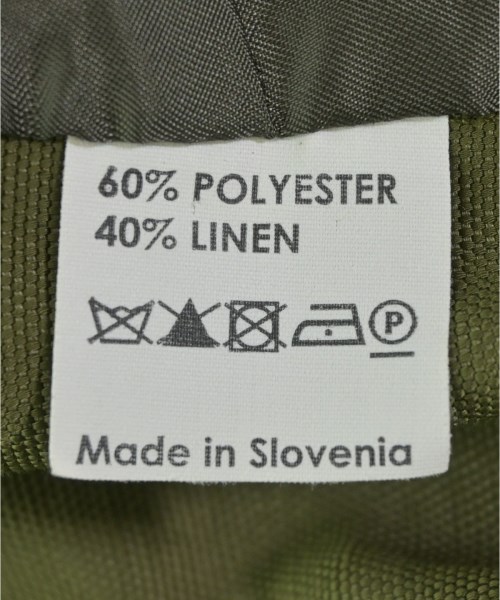 60% POLYESTER
40% LINEN
P
Made in Slovenia